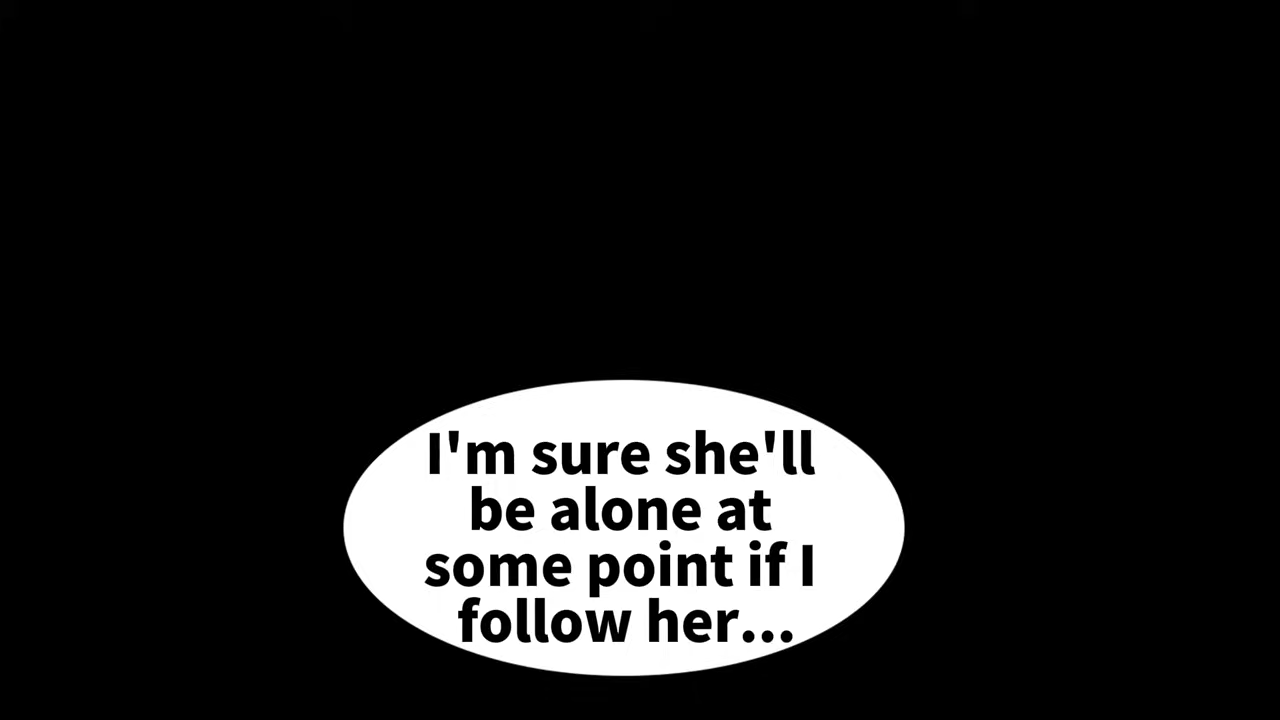 I'm sure she'll
be alone at
some point if I
follow her...